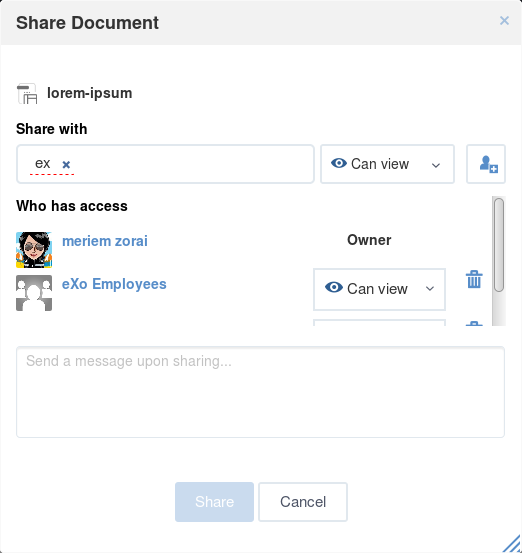 Share Document
×
lorem-ipsum
Share with
ex ×
Can view
Who has access
meriem zorai
Owner
eXo Employees
Can view
Send a message upon sharing...
Share
Cancel